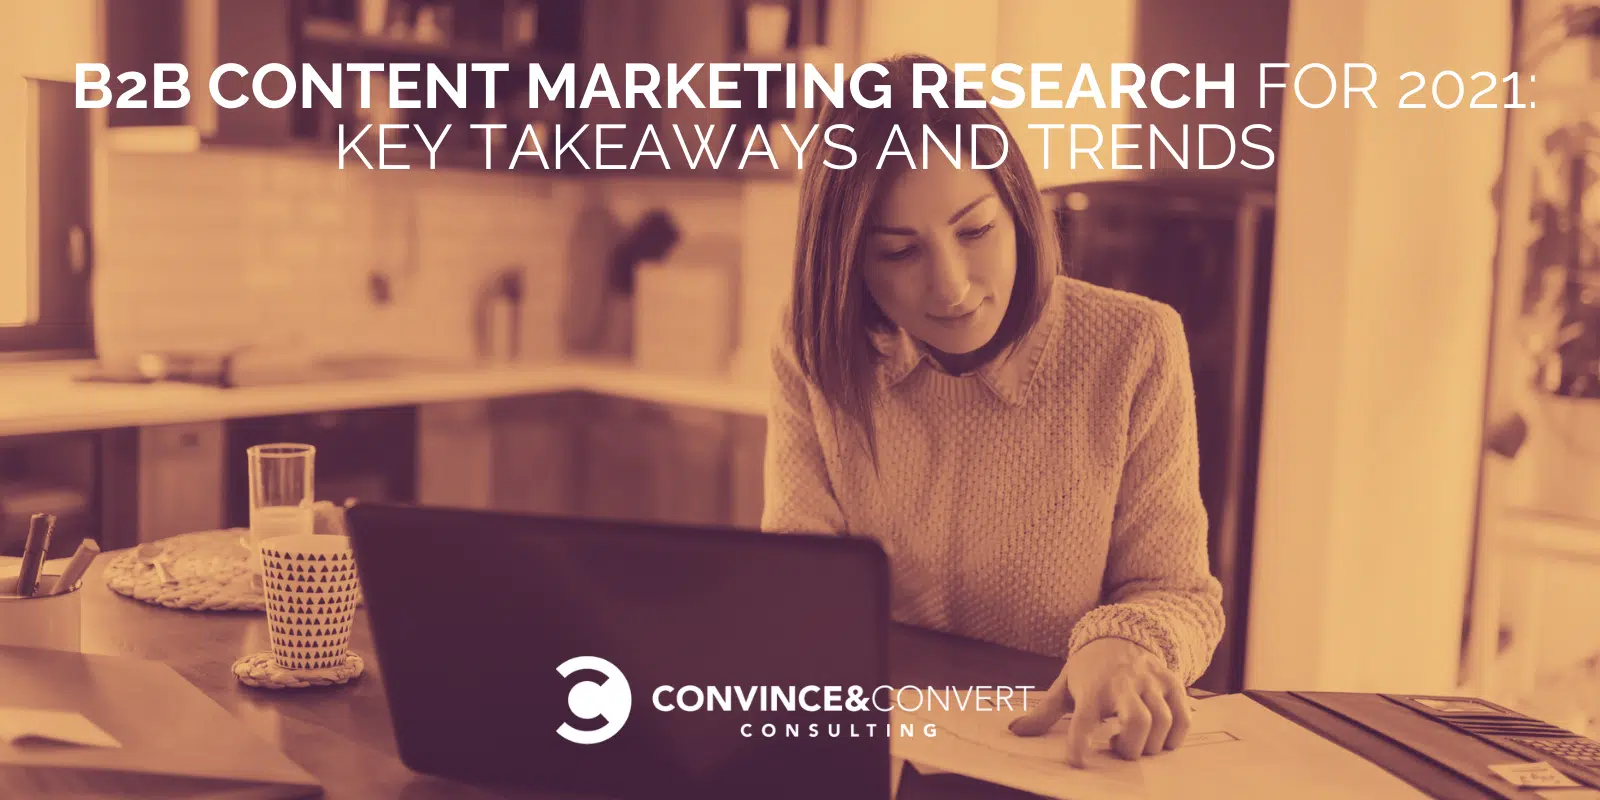 B2B CONTENT MARKETING RESEARCH FOR 2021:
KEY TAKEAWAYS AND TRENDS
CONVINCE&CONVERT
CONSULTING